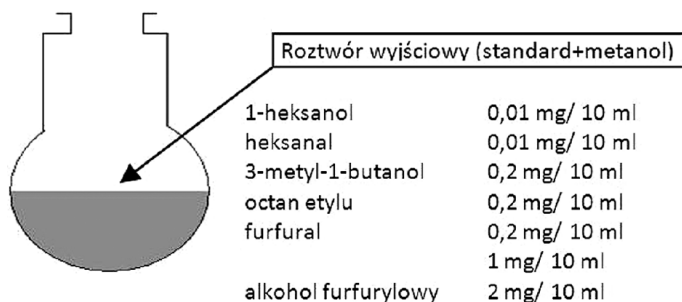 Roztwór wyjściowy (standard+metanol)
1-heksanol 0,01 mg/ 10 ml
heksanal 0,01 mg/ 10 ml
3-metyl-1-butanol 0,2 mg/ 10 ml
octan etylu 0,2 mg/ 10 ml
furfural 0,2 mg/ 10 ml
1 mg/ 10 ml
alkohol furfurylowy 2 mg/ 10 ml